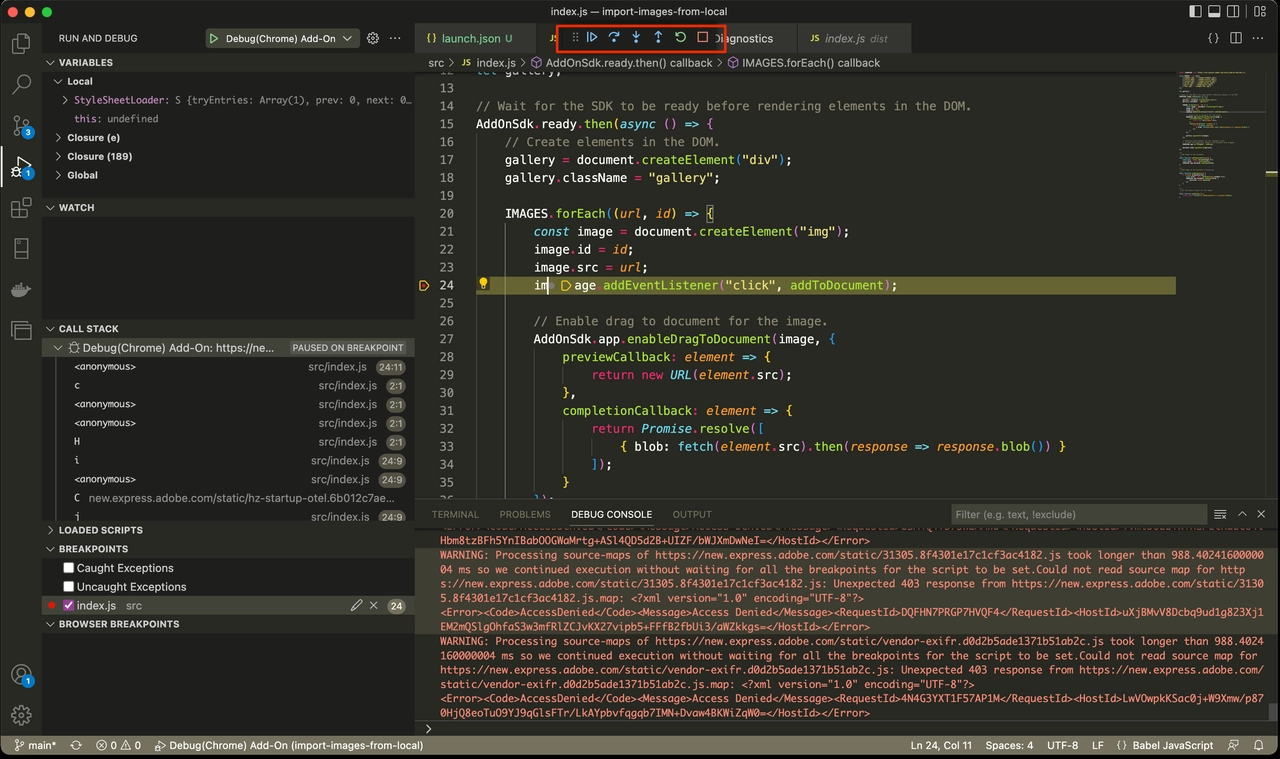 index.js — import-images-from-local
RUN AND DEBUG
Debug(Chrome) Add-On
{} launch.json U
JS
Diagnostics
JS index.js dist
src > JS index.js > AddOnSdk.ready.then() callback > IMAGES.forEach() callback
VARIABLES
Local
StyleSheetLoader: S {tryEntries: Array(1), prev: 0, next: 0…
this: undefined
Closure (e)
Closure (189)
Global
WATCH
CALL STACK
Debug(Chrome) Add-On: https://ne... PAUSED ON BREAKPOINT
<anonymous> src/index.js 24:11
c src/index.js 2:1
<anonymous> src/index.js 2:1
<anonymous> src/index.js 2:1
H src/index.js 2:1
i src/index.js 24:9
<anonymous> src/index.js 24:9
C new.express.adobe.com/static/hz-startup-otel.6b012c7ae...
j src/index.js 24:9
LOADED SCRIPTS
BREAKPOINTS
Caught Exceptions
Uncaught Exceptions
index.js src 24
BROWSER BREAKPOINTS
3
1
1
12 let gallery;
13
14 // Wait for the SDK to be ready before rendering elements in the DOM.
15 AddOnSdk.ready.then(async () => {
16 // Create elements in the DOM.
17 gallery = document.createElement("div");
18 gallery.className = "gallery";
19
20 IMAGES.forEach((url, id) => {
21 const image = document.createElement("img");
22 image.id = id;
23 image.src = url;
24 image.addEventListener("click", addToDocument);
25
26 // Enable drag to document for the image.
27 AddOnSdk.app.enableDragToDocument(image, {
28 previewCallback: element => {
29 return new URL(element.src);
30 },
31 completionCallback: element => {
32 return Promise.resolve([
33 { blob: fetch(element.src).then(response => response.blob()) }
34 ]);
35 }
36 });
TERMINAL PROBLEMS DEBUG CONSOLE OUTPUT Filter (e.g. text, !exclude)
Hbm8tzBFh5YnIBabOOGWaMrtg+ASl4QD5d2B+UIZF/bWJXmDwNeI=</HostId></Error>
WARNING: Processing source-maps of https://new.express.adobe.com/static/31305.8f4301e17c1cf3ac4182.js took longer than 988.40241600000
04 ms so we continued execution without waiting for all the breakpoints for the script to be set.Could not read source map for http
s://new.express.adobe.com/static/31305.8f4301e17c1cf3ac4182.js: Unexpected 403 response from https://new.express.adobe.com/static/3130
5.8f4301e17c1cf3ac4182.js.map: <?xml version="1.0" encoding="UTF-8"?>
<Error><Code>AccessDenied</Code><Message>Access Denied</Message><RequestId>DQFHN7PRGP7HVQF4</RequestId><HostId>uXjBMvV8Dcbq9ud1g823Xj1
EM2mQSlgOhfaS3w3mfRlZCJvKX27vipb5+FFfB2fbUi3/aWZkkgs=</HostId></Error>
WARNING: Processing source-maps of https://new.express.adobe.com/static/vendor-exifr.d0d2b5ade1371b51ab2c.js took longer than 988.4024
160000004 ms so we continued execution without waiting for all the breakpoints for the script to be set.Could not read source map for
https://new.express.adobe.com/static/vendor-exifr.d0d2b5ade1371b51ab2c.js: Unexpected 403 response from https://new.express.adobe.com/
static/vendor-exifr.d0d2b5ade1371b51ab2c.js.map: <?xml version="1.0" encoding="UTF-8"?>
<Error><Code>AccessDenied</Code><Message>Access Denied</Message><RequestId>4N4G3YXT1F57AP1M</RequestId><HostId>LwVOwpkKSac0j+W9Xmw/p87
0HjQ8eoTuO9YJ9qGlsFTr/LkAYpbvfqgqb7IMN+Dvaw4BKWiZqW0=</HostId></Error>
main* 0 0 Debug(Chrome) Add-On (import-images-from-local) Ln 24, Col 11 Spaces: 4 UTF-8 LF {} Babel JavaScript